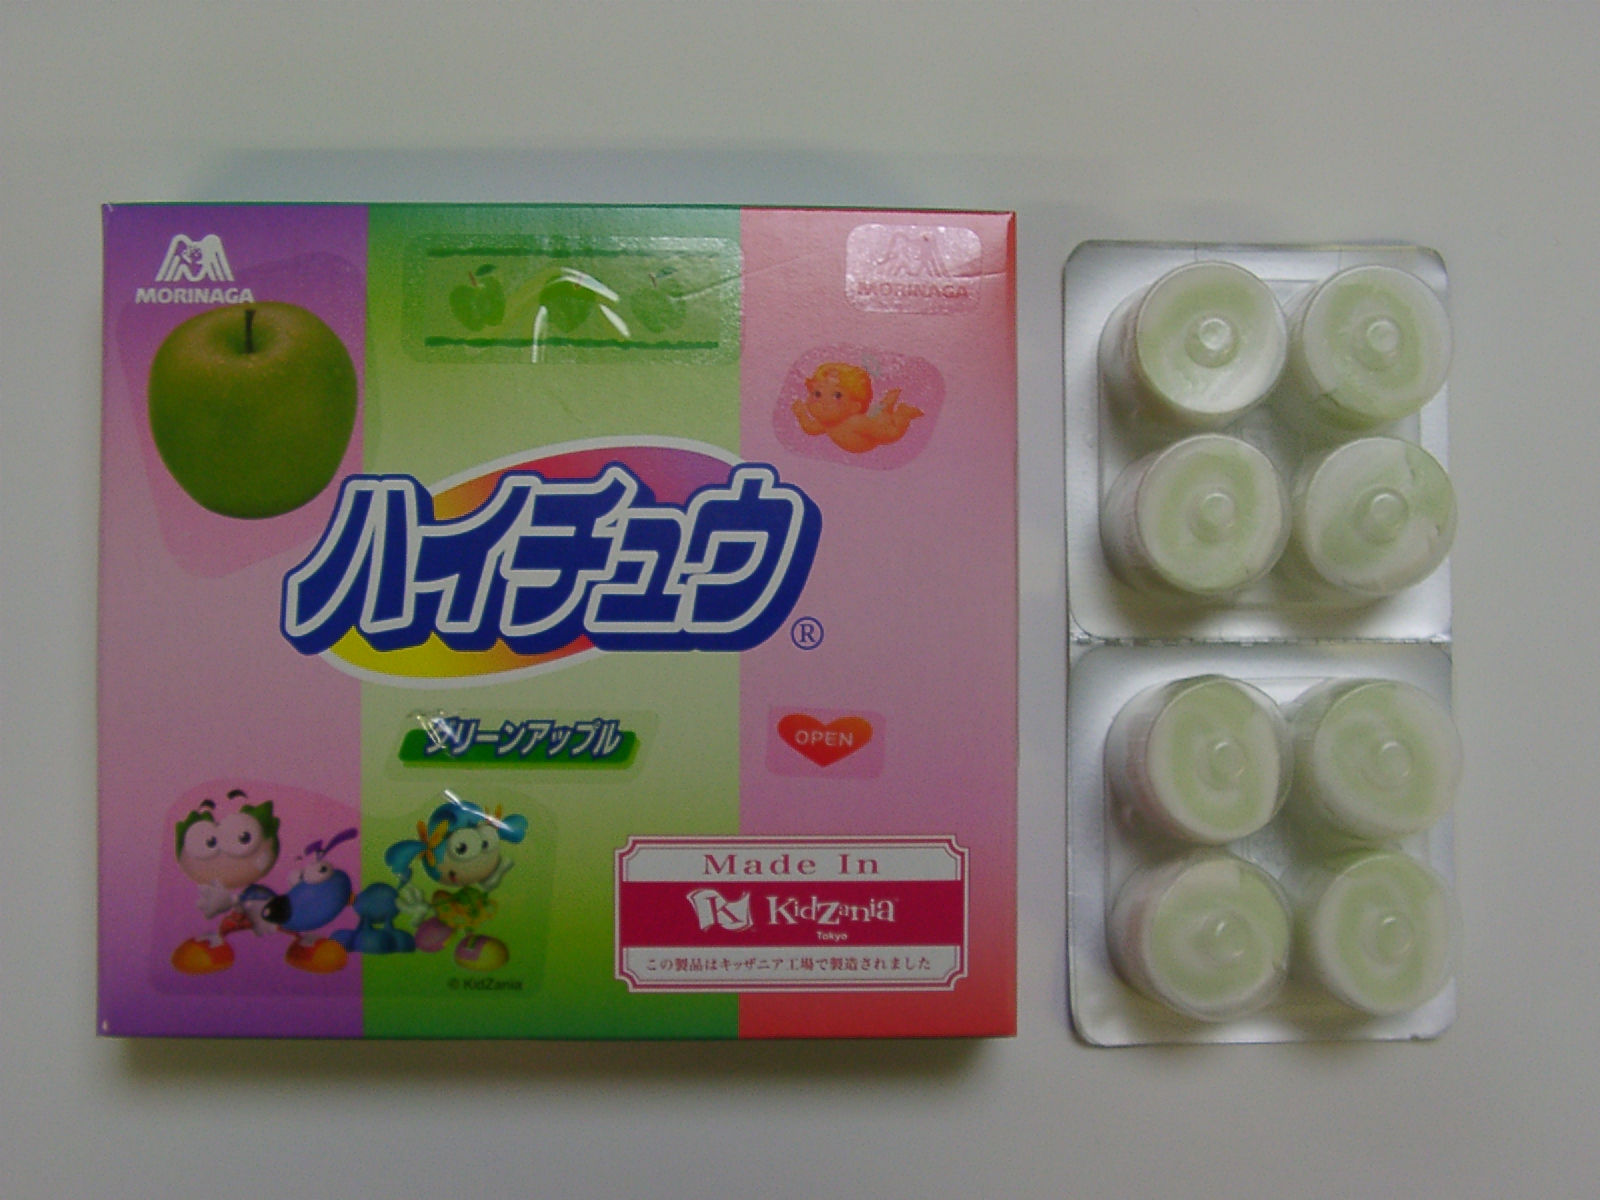 MORINAGA
MORINAGA
ハイチュウ®
グリーンアップル
OPEN
© KidZania
Made In
K KidZania
Tokyo
この製品はキッザニア工場で製造されました